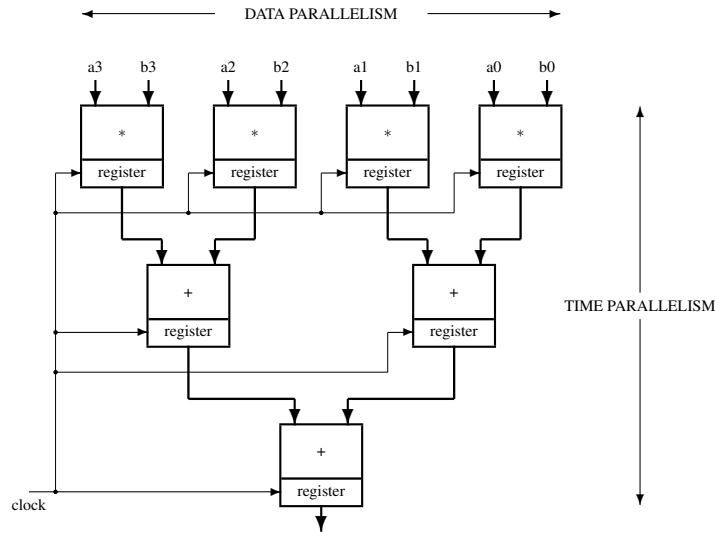 DATA PARALLELISM
a3 b3 a2 b2 a1 b1 a0 b0
* * * *
register register register register
+ +
TIME PARALLELISM
register register
+
register
clock